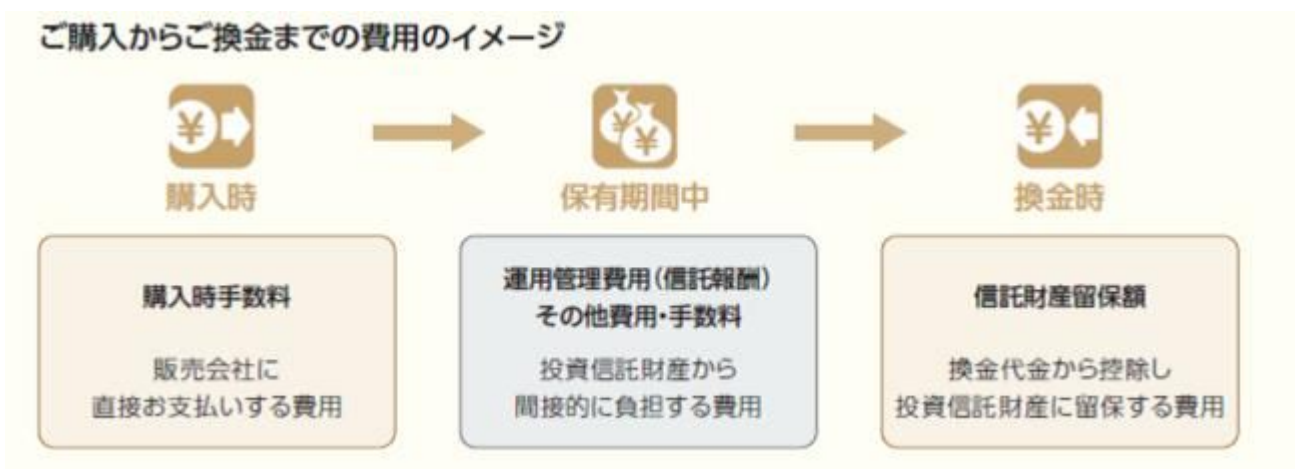 ご購入からご換金までの費用のイメージ
購入時
保有期間中
換金時
購入時手数料
販売会社に
直接お支払いする費用
運用管理費用(信託報酬)
その他費用・手数料
投資信託財産から
間接的に負担する費用
信託財産留保額
換金代金から控除し
投資信託財産に留保する費用